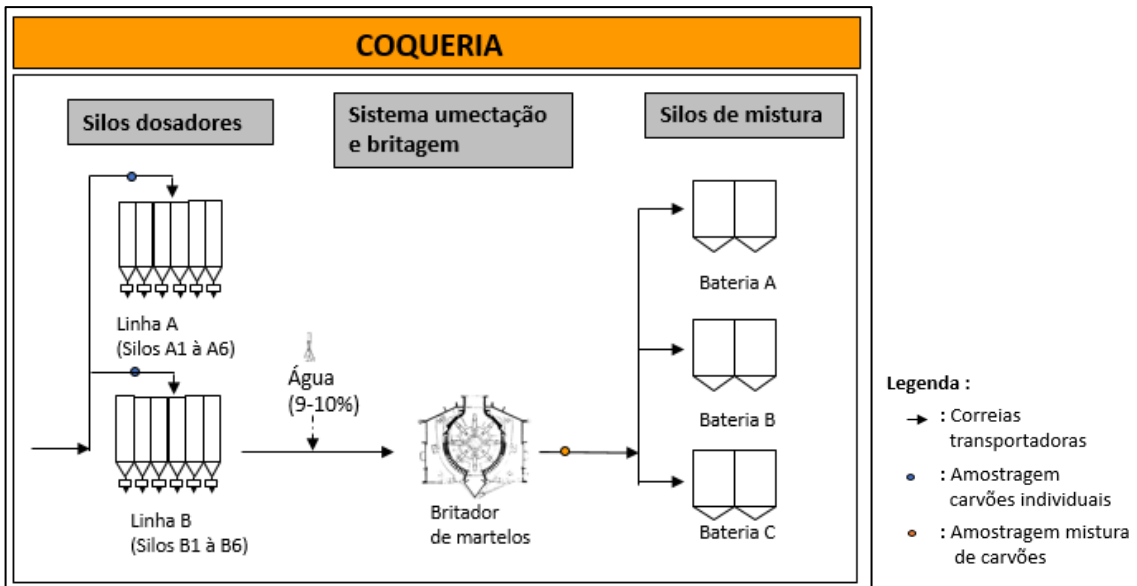 COQUERIA
Silos dosadores
Sistema umectação
e britagem
Silos de mistura
Linha A
(Silos A1 à A6)
Água
(9-10%)
Linha B
(Silos B1 à B6)
Britador
de martelos
Bateria A
Bateria B
Bateria C
Legenda :
: Correias
transportadoras
: Amostragem
carvões individuais
: Amostragem mistura
de carvões